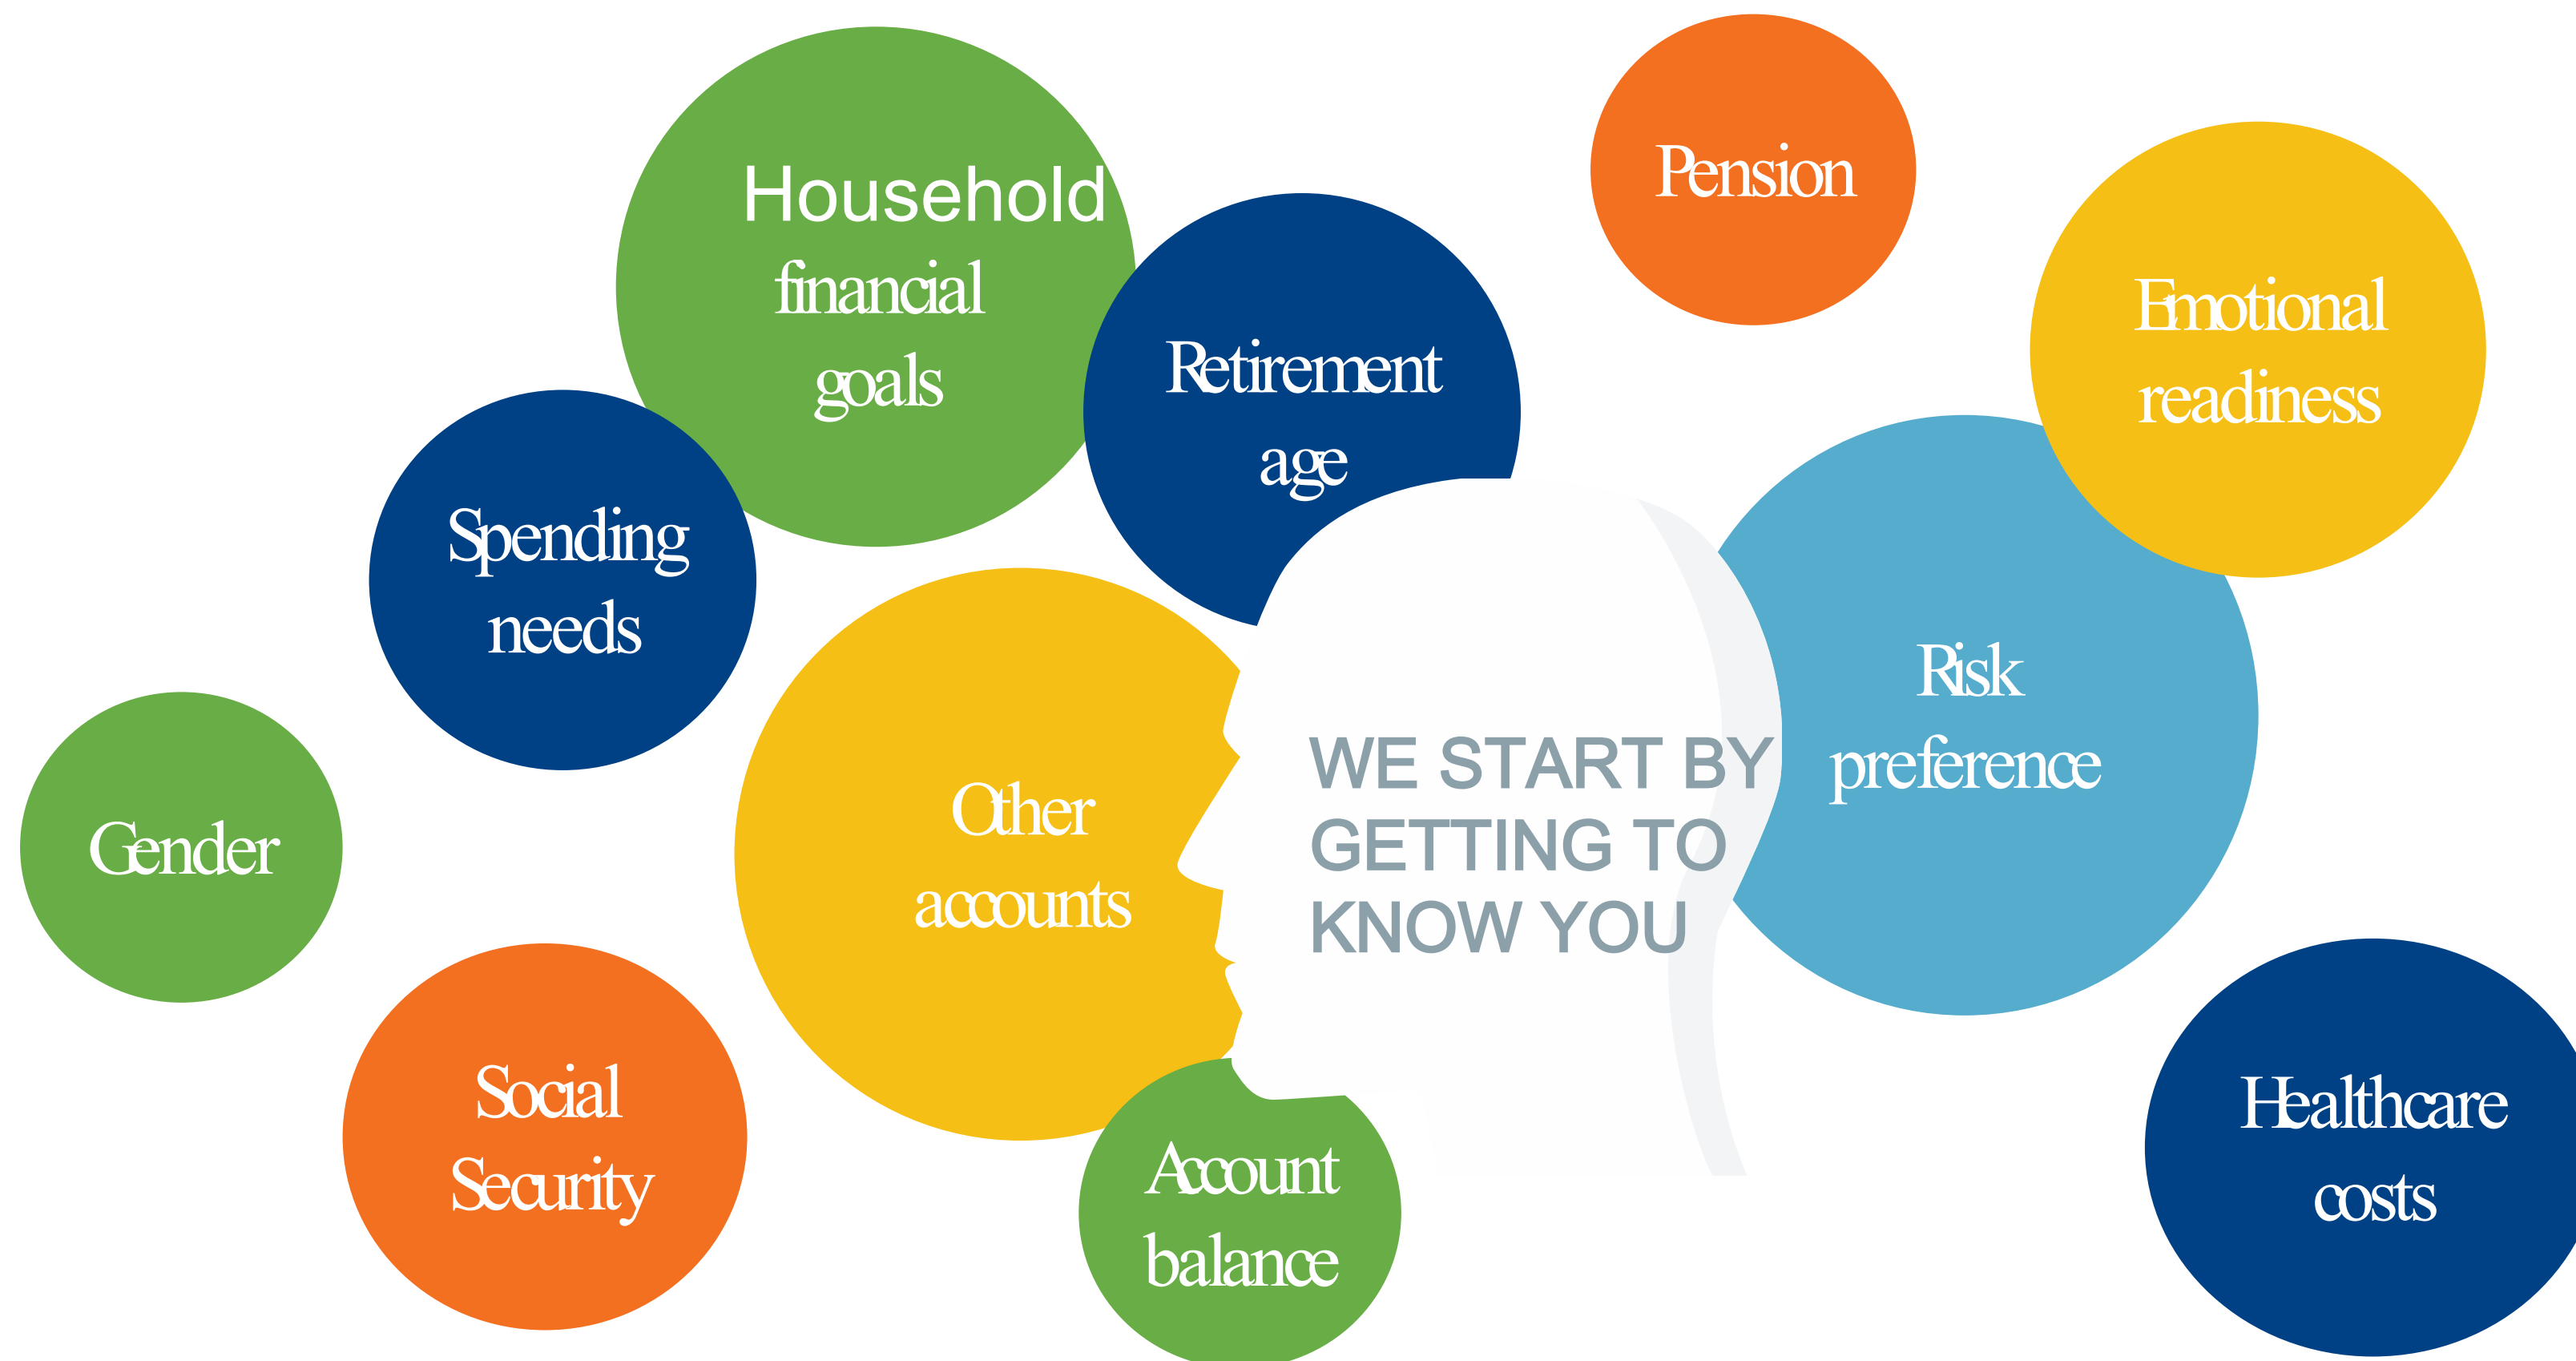 Household
financial
goals
Pension
Retirement
age
Emotional
readiness
Spending
needs
Risk
preference
Gender
Other
accounts
WE START BY
GETTING TO
KNOW YOU
Social
Security
Account
balance
Healthcare
costs